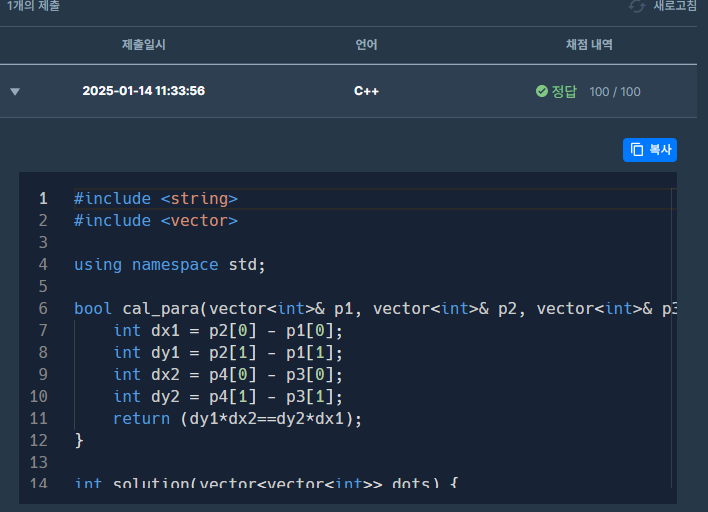 1개의 제출
새로고침
제출일시 언어 채점 내역
2025-01-14 11:33:56 C++ 정답 100 / 100
복사
1 #include <string>
2 #include <vector>
3
4 using namespace std;
5
6 bool cal_para(vector<int>& p1, vector<int>& p2, vector<int>& p3
7 int dx1 = p2[0] - p1[0];
8 int dy1 = p2[1] - p1[1];
9 int dx2 = p4[0] - p3[0];
10 int dy2 = p4[1] - p3[1];
11 return (dy1*dx2==dy2*dx1);
12 }
13
14 int solution(vector<vector<int>> dots) {